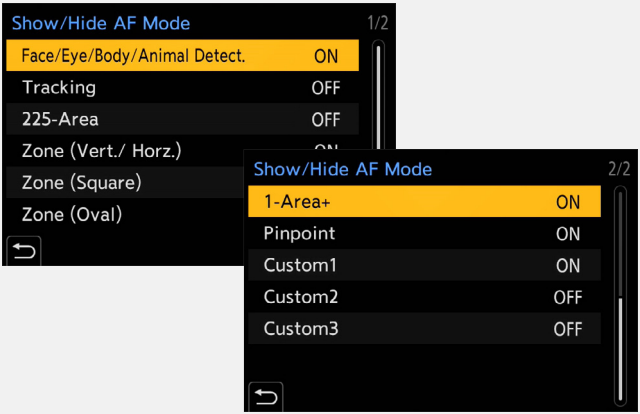 Show/Hide AF Mode 1/2
Face/Eye/Body/Animal Detect. ON
Tracking OFF
225-Area OFF
Zone (Vert./ Horz.) ON
Zone (Square)
Zone (Oval)
Show/Hide AF Mode 2/2
1-Area+ ON
Pinpoint ON
Custom1 ON
Custom2 OFF
Custom3 OFF